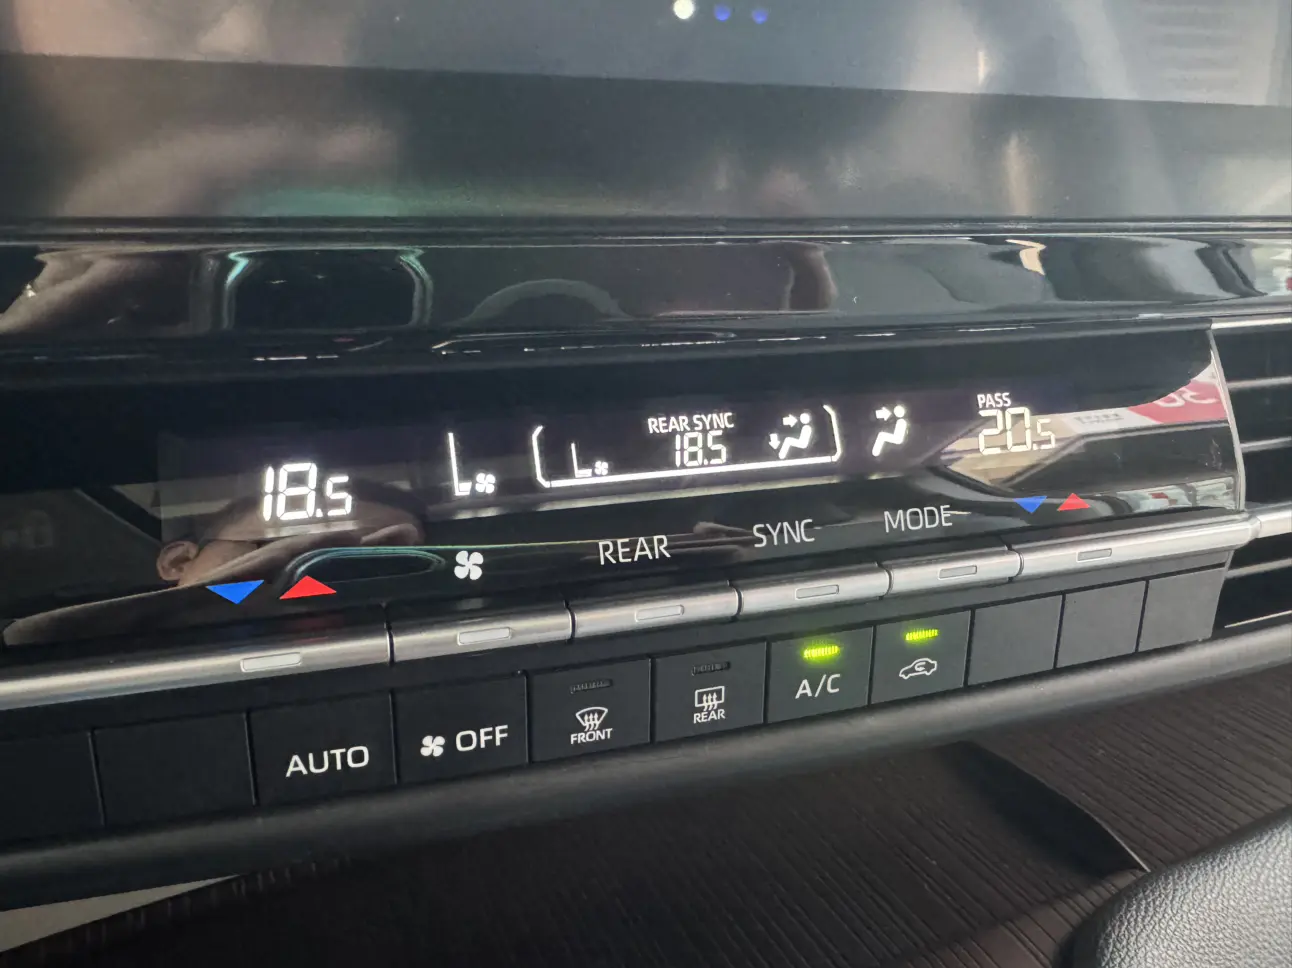 PASS
REAR SYNC
18.5
18.5
20.5
REAR
SYNC
MODE
AUTO
OFF
FRONT
REAR
A/C